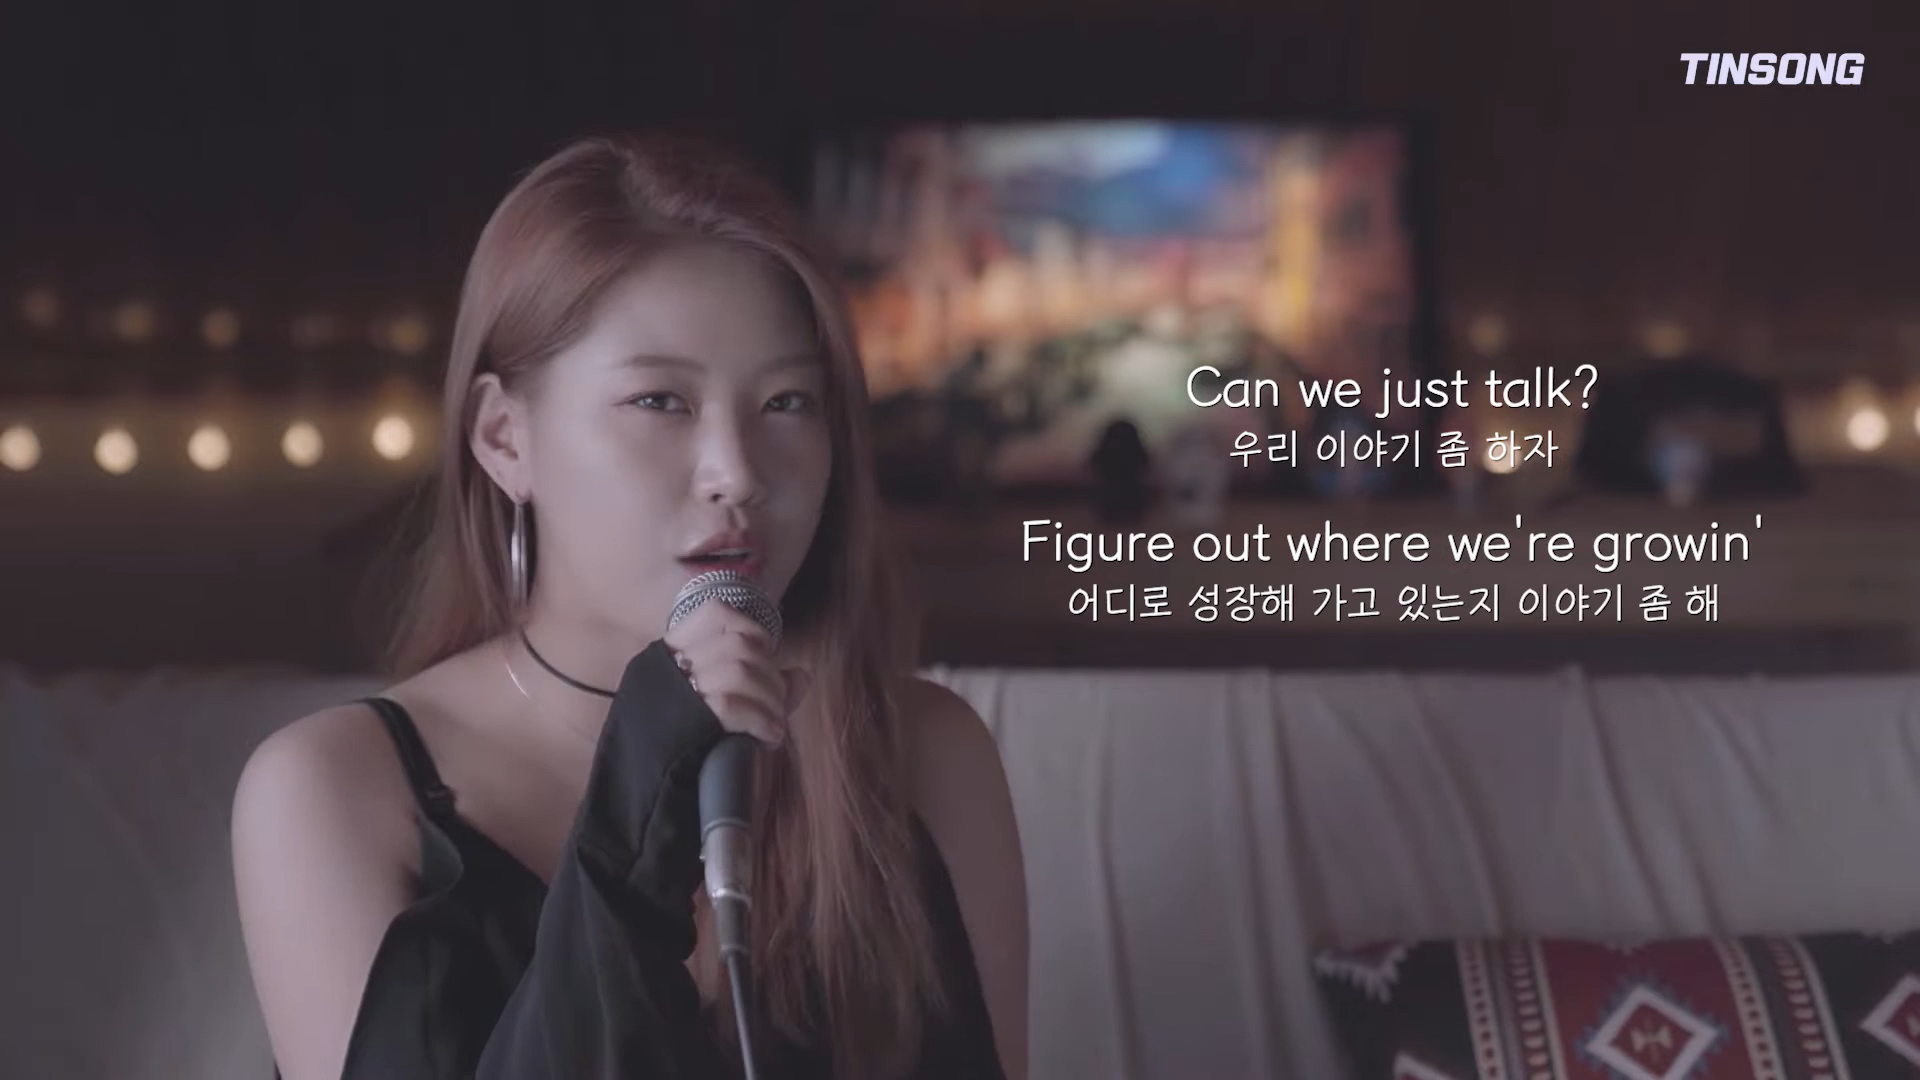 TINSONG
Can we just talk?
우리 이야기 좀 하자
Figure out where we're growin'
어디로 성장해 가고 있는지 이야기 좀 해